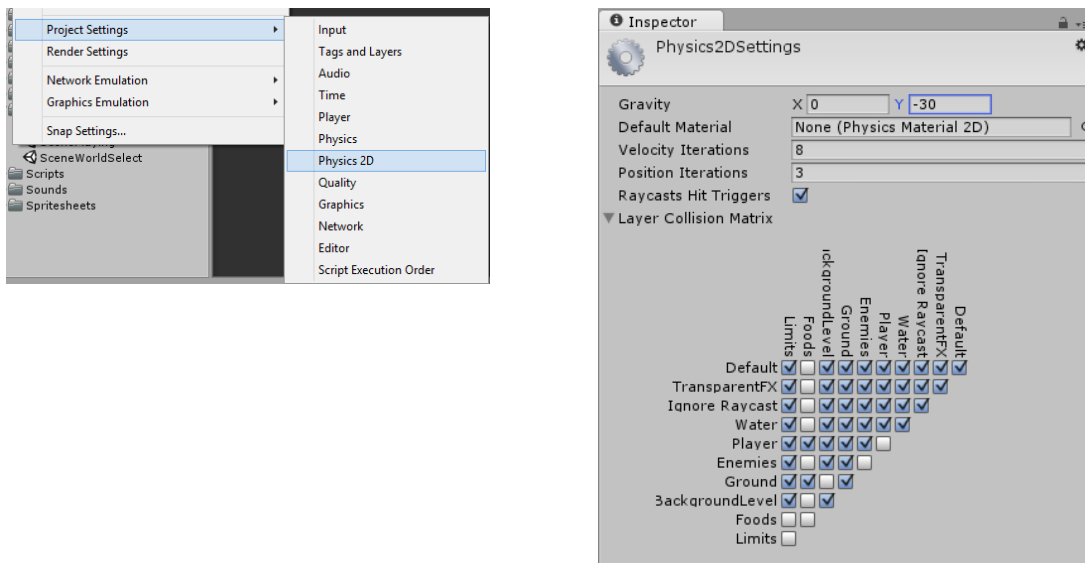 Project Settings
Render Settings
Network Emulation
Graphics Emulation
Snap Settings...
SceneWorldSelect
Scripts
Sounds
Spritesheets
Input
Tags and Layers
Audio
Time
Player
Physics
Physics 2D
Quality
Graphics
Network
Editor
Script Execution Order
Inspector
Physics2DSettings
Gravity X 0 Y -30
Default Material None (Physics Material 2D)
Velocity Iterations 8
Position Iterations 3
Raycasts Hit Triggers
Layer Collision Matrix
Limits
Foods
ckgroundLevel
Ground
Enemies
Player
Water
Ignore Raycast
TransparentFX
Default
Default
TransparentFX
Ignore Raycast
Water
Player
Enemies
Ground
BackgroundLevel
Foods
Limits